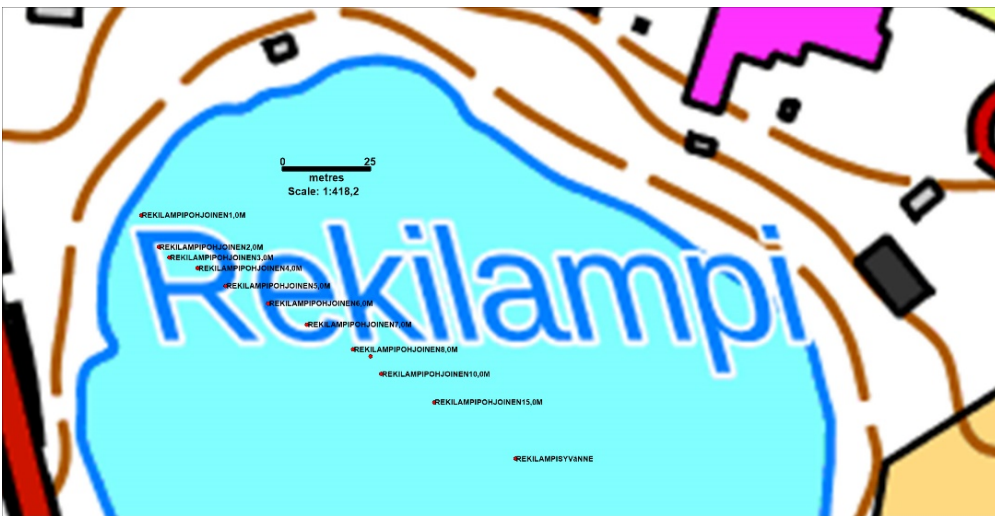 0 25
metres
Scale: 1:418,2
REKILAMPIPOHJOINEN1,0M
Rekilampi
REKILAMPIPOHJOINEN2,0M
REKILAMPIPOHJOINEN3,0M
REKILAMPIPOHJOINEN4,0M
REKILAMPIPOHJOINEN5,0M
REKILAMPIPOHJOINEN6,0M
REKILAMPIPOHJOINEN7,0M
REKILAMPIPOHJOINEN8,0M
REKILAMPIPOHJOINEN10,0M
REKILAMPIPOHJOINEN15,0M
REKILAMPISYVäNNE